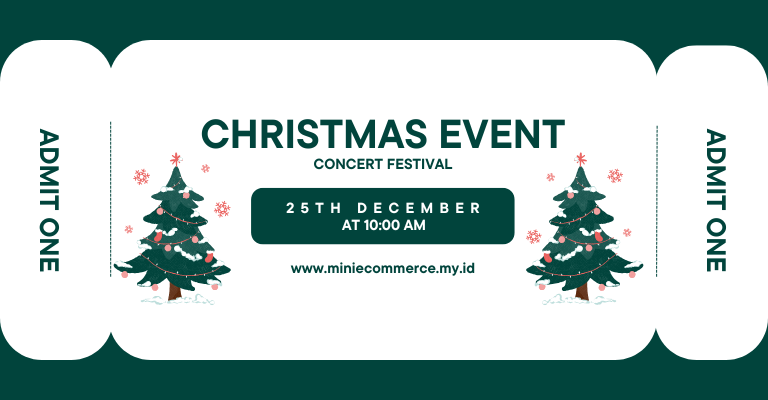 ADMIT ONE
CHRISTMAS EVENT
CONCERT FESTIVAL
25TH DECEMBER
AT 10:00 AM
www.miniecommerce.my.id
ADMIT ONE